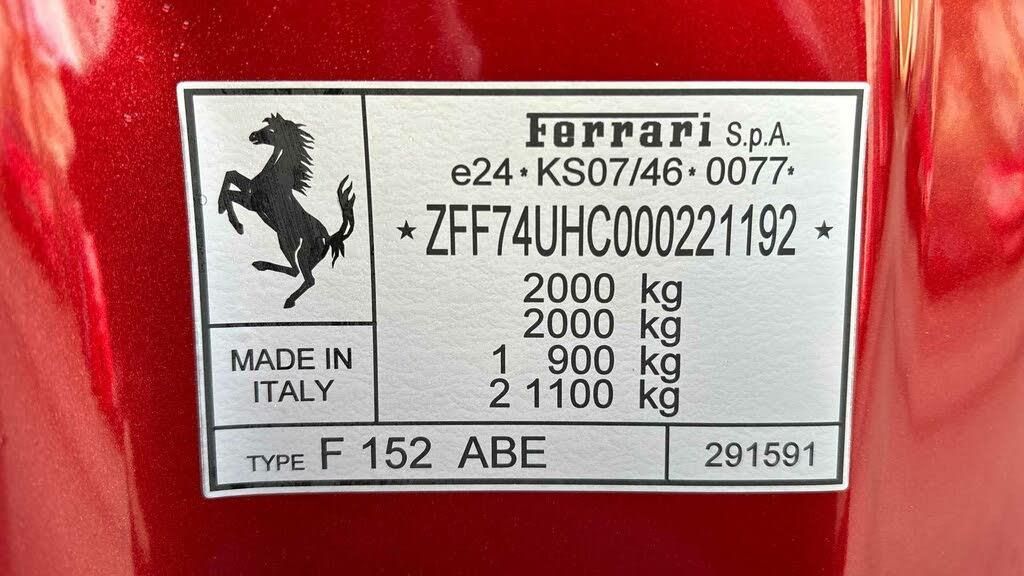 Ferrari S.p.A.
e24*KS07/46*0077*
★ ZFF74UHC000221192 ★
2000 kg
2000 kg
1 900 kg
2 1100 kg
MADE IN
ITALY
TYPE F 152 ABE
291591